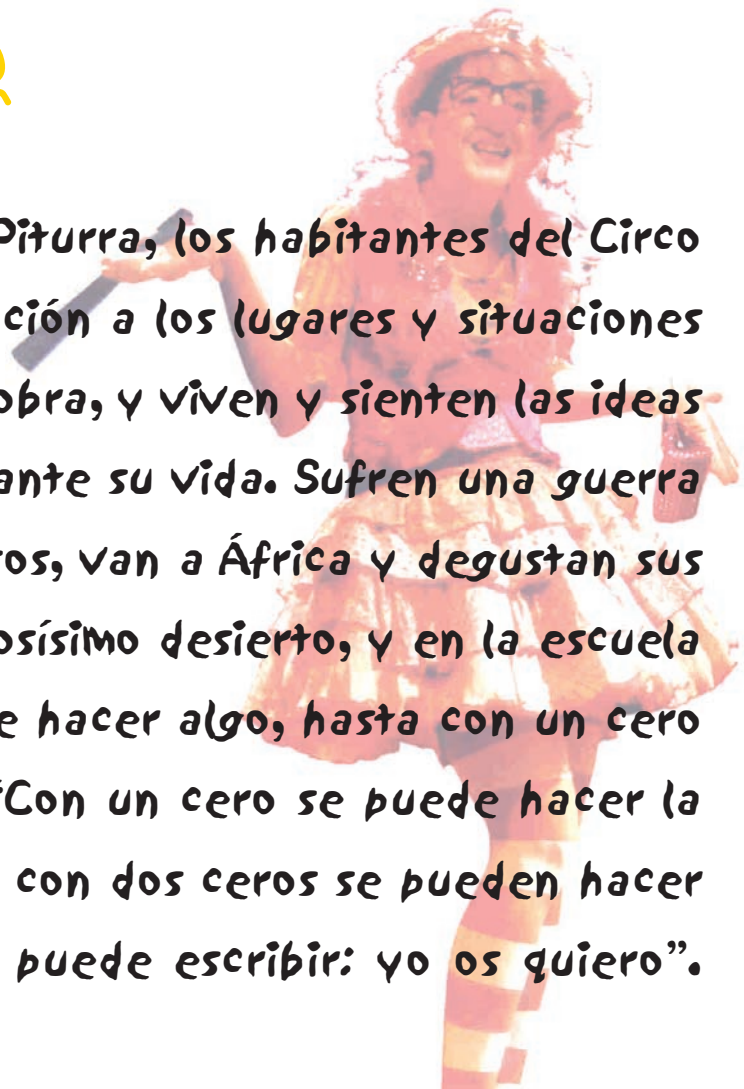 Piturra, los habitantes del Circo
ción a los lugares y situaciones
obra, y viven y sienten las ideas
ante su vida. Sufren una guerra
ros, van a África y degustan sus
osísimo desierto, y en la escuela
e hacer algo, hasta con un cero
“Con un cero se puede hacer la
con dos ceros se pueden hacer
puede escribir: yo os quiero”.